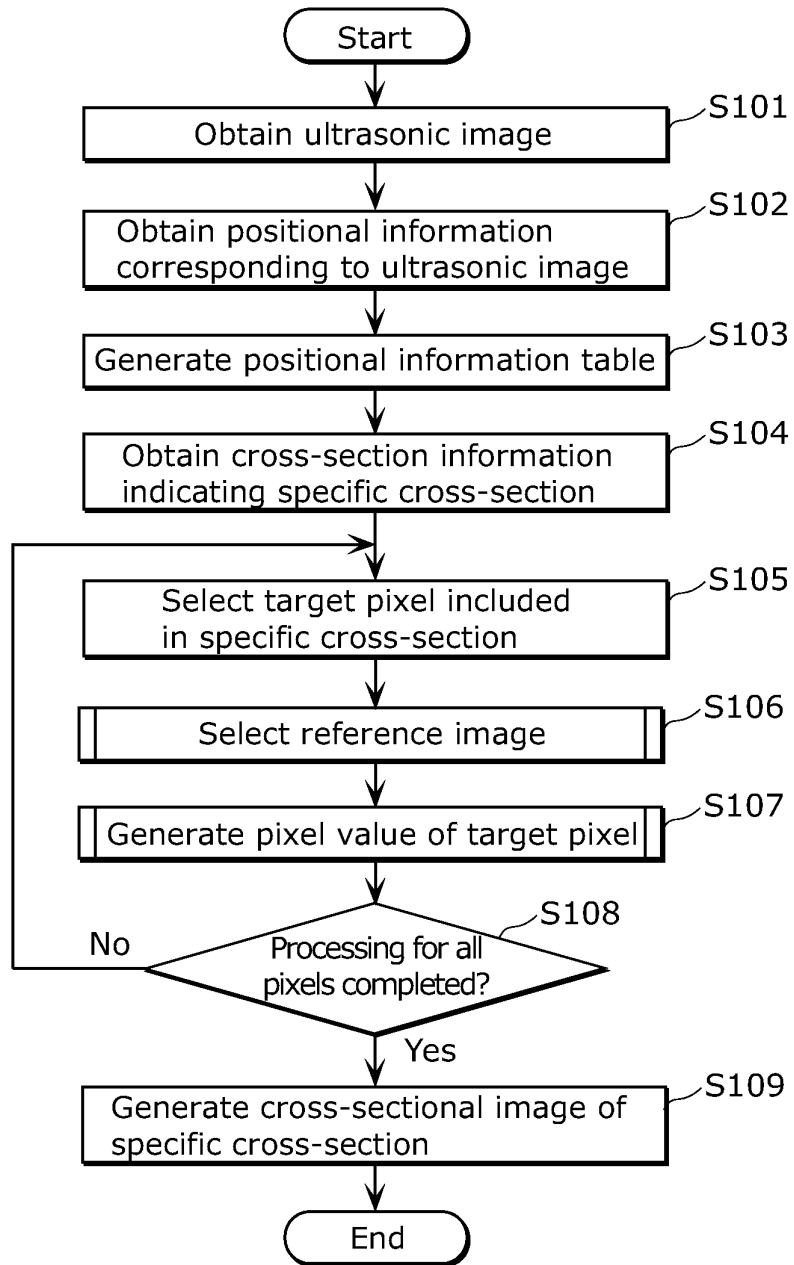 Start
Obtain ultrasonic image
S101
Obtain positional information
corresponding to ultrasonic image
S102
Generate positional information table
S103
Obtain cross-section information
indicating specific cross-section
S104
Select target pixel included
in specific cross-section
S105
Select reference image
S106
Generate pixel value of target pixel
S107
Processing for all
pixels completed?
S108
No
Yes
Generate cross-sectional image of
specific cross-section
S109
End